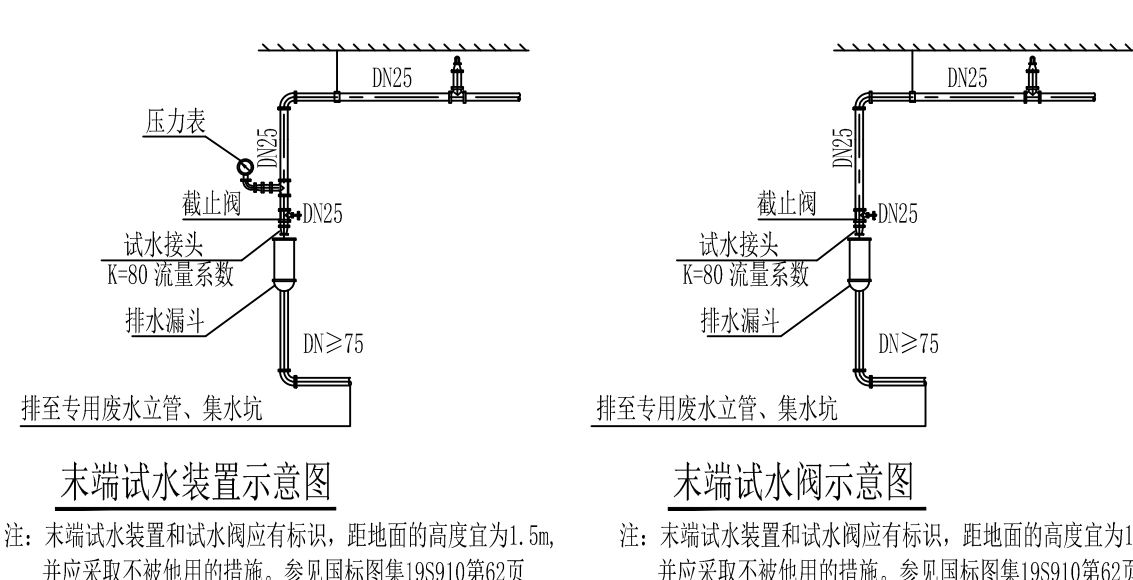 DN25
压力表
DN25
截止阀
DN25
试水接头
K=80 流量系数
排水漏斗
DN≥75
排至专用废水立管、集水坑
末端试水装置示意图
注: 末端试水装置和试水阀应有标识, 距地面的高度宜为1.5m,
并应采取不被他用的措施。参见国标图集19S910第62页
DN25
DN25
截止阀
DN25
试水接头
K=80 流量系数
排水漏斗
DN≥75
排至专用废水立管、集水坑
末端试水阀示意图
注: 末端试水装置和试水阀应有标识, 距地面的高度宜为1
并应采取不被他用的措施。参见国标图集19S910第62页